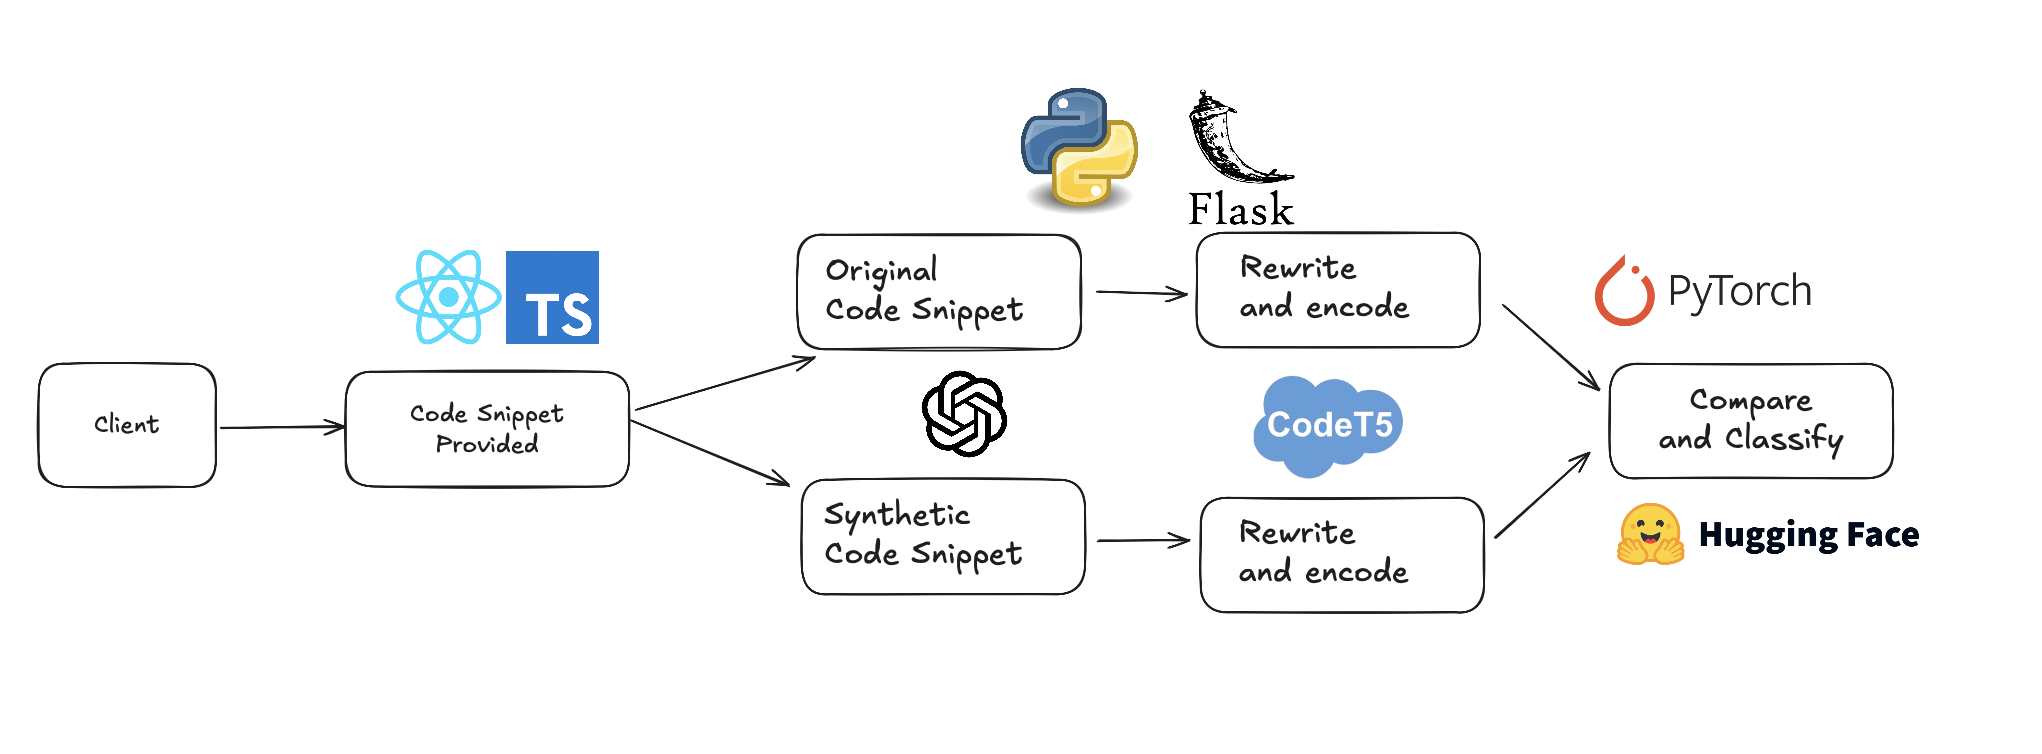 Client
TS
Code Snippet
Provided
Original
Code Snippet
Synthetic
Code Snippet
Flask
Rewrite
and encode
CodeT5
Rewrite
and encode
PyTorch
Compare
and Classify
Hugging Face